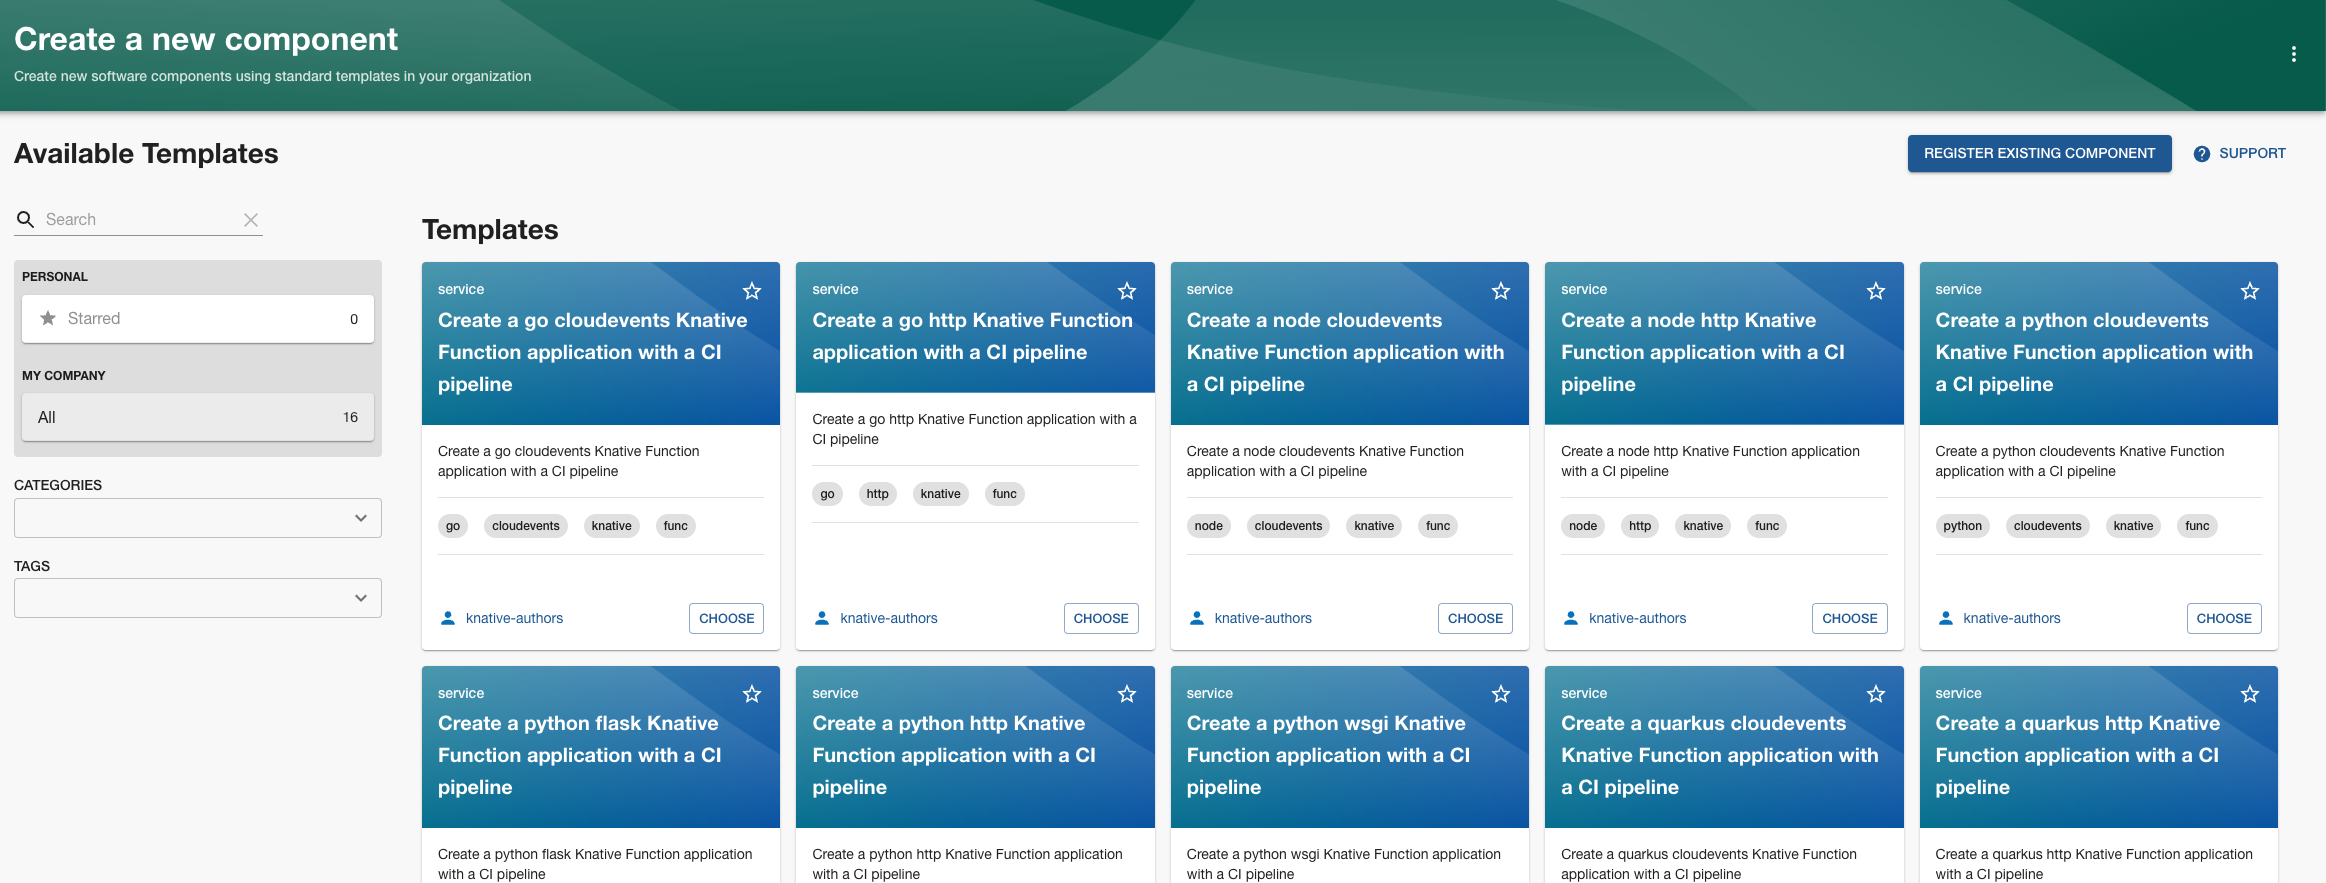 Create a new component
Create new software components using standard templates in your organization
Available Templates
REGISTER EXISTING COMPONENT
SUPPORT
Search
PERSONAL
Starred
0
MY COMPANY
All
16
CATEGORIES
TAGS
Templates
service
Create a go cloudevents Knative
Function application with a CI
pipeline
Create a go cloudevents Knative Function
application with a CI pipeline
go cloudevents knative func
knative-authors
CHOOSE
service
Create a go http Knative Function
application with a CI pipeline
Create a go http Knative Function application with a
CI pipeline
go http knative func
knative-authors
CHOOSE
service
Create a node cloudevents
Knative Function application with
a CI pipeline
Create a node cloudevents Knative Function
application with a CI pipeline
node cloudevents knative func
knative-authors
CHOOSE
service
Create a node http Knative
Function application with a CI
pipeline
Create a node http Knative Function application
with a CI pipeline
node http knative func
knative-authors
CHOOSE
service
Create a python cloudevents
Knative Function application with
a CI pipeline
Create a python cloudevents Knative Function
application with a CI pipeline
python cloudevents knative func
knative-authors
CHOOSE
service
Create a python flask Knative
Function application with a CI
pipeline
Create a python flask Knative Function application
with a CI pipeline
service
Create a python http Knative
Function application with a CI
pipeline
Create a python http Knative Function application
with a CI pipeline
service
Create a python wsgi Knative
Function application with a CI
pipeline
Create a python wsgi Knative Function application
with a CI pipeline
service
Create a quarkus cloudevents
Knative Function application with
a CI pipeline
Create a quarkus cloudevents Knative Function
application with a CI pipeline
service
Create a quarkus http Knative
Function application with a CI
pipeline
Create a quarkus http Knative Function application
with a CI pipeline